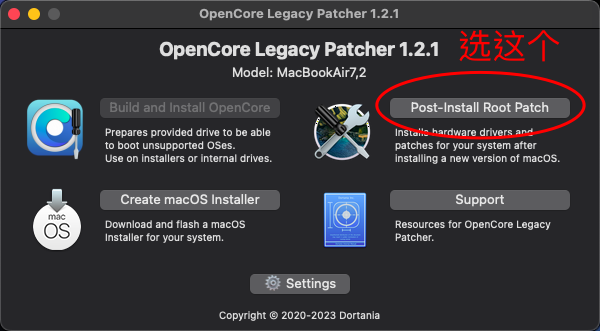 OpenCore Legacy Patcher 1.2.1
OpenCore Legacy Patcher 1.2.1
选这个
Model: MacBookAir7,2
Build and Install OpenCore
Prepares provided drive to be able
to boot unsupported OSes.
Use on installers or internal drives.
Post-Install Root Patch
Installs hardware drivers and
patches for your system after
installing a new version of macOS.
mac
OS
Create macOS Installer
Download and flash a macOS
Installer for your system.
Support
Resources for OpenCore Legacy
Patcher.
Settings
Copyright © 2020-2023 Dortania